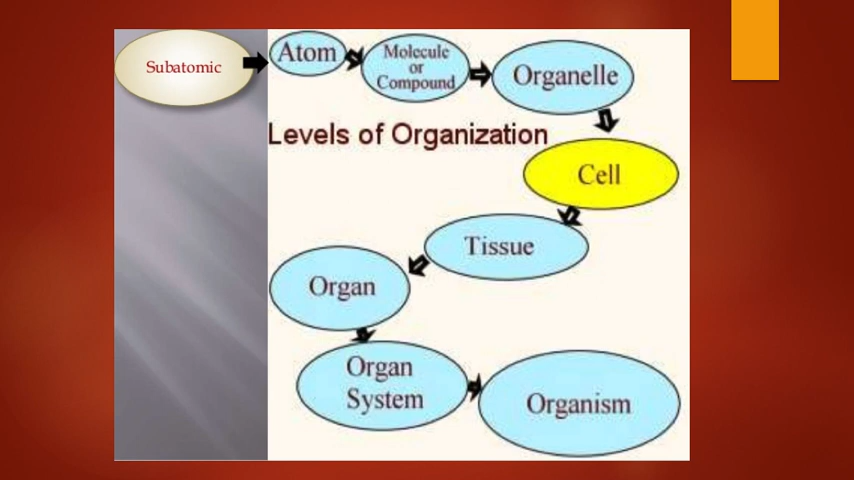 Subatomic
Atom
Molecule
or
Compound
Organelle
Levels of Organization
Cell
Tissue
Organ
Organ
System
Organism